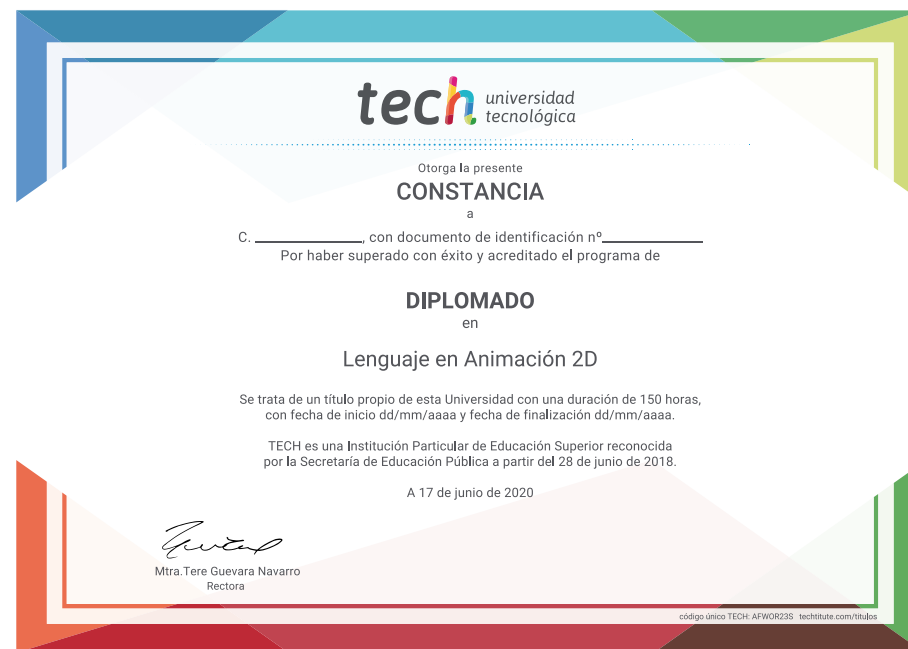 tech universidad
tecnológica
Otorga la presente
CONSTANCIA
a
C. ____________, con documento de identificación nº____________
Por haber superado con éxito y acreditado el programa de
DIPLOMADO
en
Lenguaje en Animación 2D
Se trata de un título propio de esta Universidad con una duración de 150 horas,
con fecha de inicio dd/mm/aaaa y fecha de finalización dd/mm/aaaa.
TECH es una Institución Particular de Educación Superior reconocida
por la Secretaría de Educación Pública a partir del 28 de junio de 2018.
A 17 de junio de 2020
Mtra.Tere Guevara Navarro
Rectora
código único TECH: AFWOR23S techtitute.com/titulos